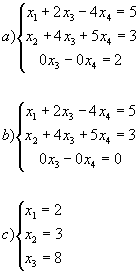 a) x₁ + 2x₃ − 4x₄ = 5
x₂ + 4x₃ + 5x₄ = 3
0x₃ − 0x₄ = 2
b) x₁ + 2x₃ − 4x₄ = 5
x₂ + 4x₃ + 5x₄ = 3
0x₃ − 0x₄ = 0
c) x₁ = 2
x₂ = 3
x₃ = 8